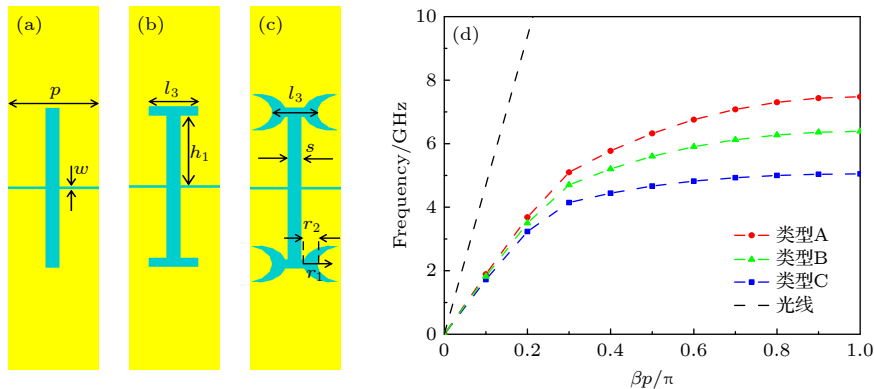 (a)
p
w
(b)
l₃
h₁
(c)
l₃
s
r₂
r₁
(d)
Frequency/GHz
10
8
6
4
2
0
0
0.2
0.4
0.6
0.8
1.0
βp/π
类型A
类型B
类型C
光线